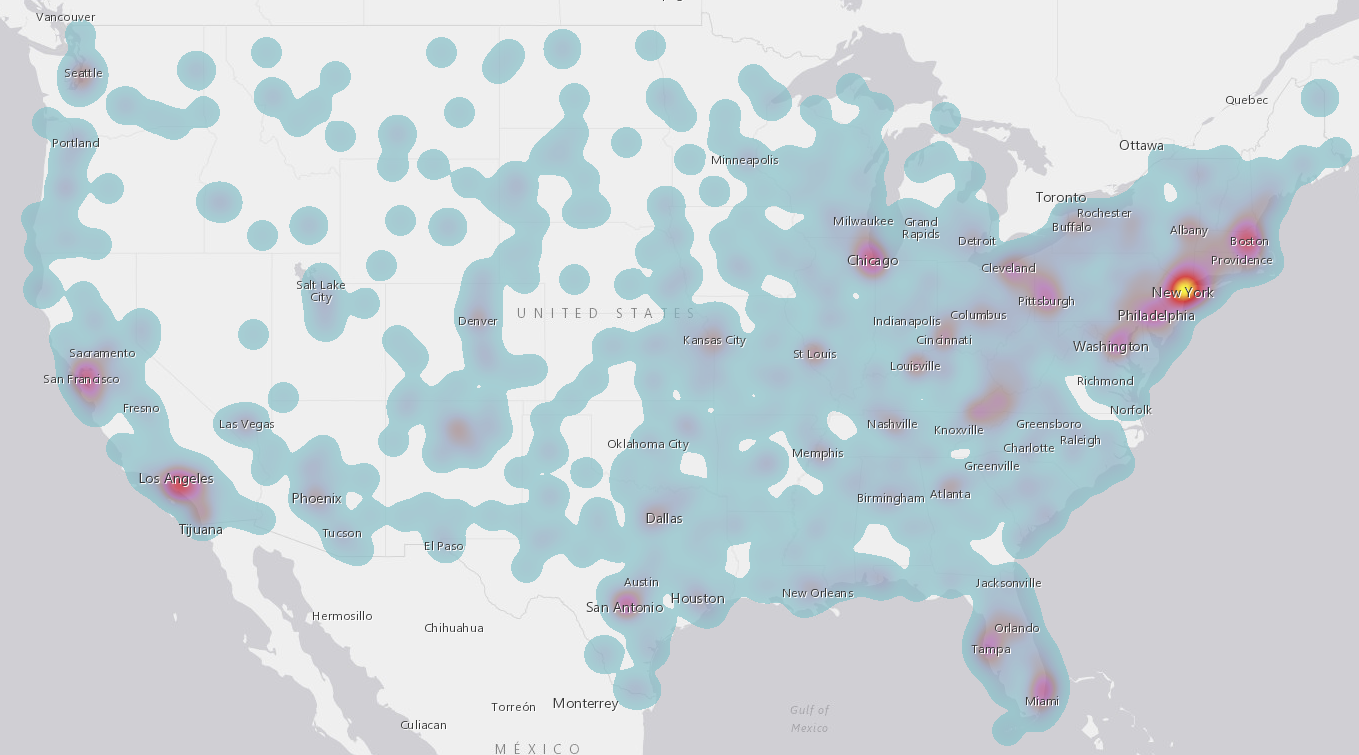 Vancouver
Seattle
Quebec
Portland
Ottawa
Minneapolis
Toronto
Rochester
Milwaukee
Grand
Rapids
Buffalo
Albany
Detroit
Boston
Chicago
Providence
Cleveland
Salt Lake
City
New York
Pittsburgh
UNITED STATES
Denver
Indianapolis
Columbus
Philadelphia
Kansas City
Cincinnati
Washington
Sacramento
St Louis
Louisville
San Francisco
Richmond
Fresno
Norfolk
Las Vegas
Nashville
Knoxville
Greensboro
Oklahoma City
Raleigh
Charlotte
Memphis
Greenville
Los Angeles
Phoenix
Birmingham
Atlanta
Dallas
Tijuana
Tucson
El Paso
Austin
Jacksonville
New Orleans
San Antonio
Houston
Hermosillo
Chihuahua
Orlando
Tampa
Miami
Torreón
Monterrey
Gulf of
Mexico
Culiacan
MÉXICO